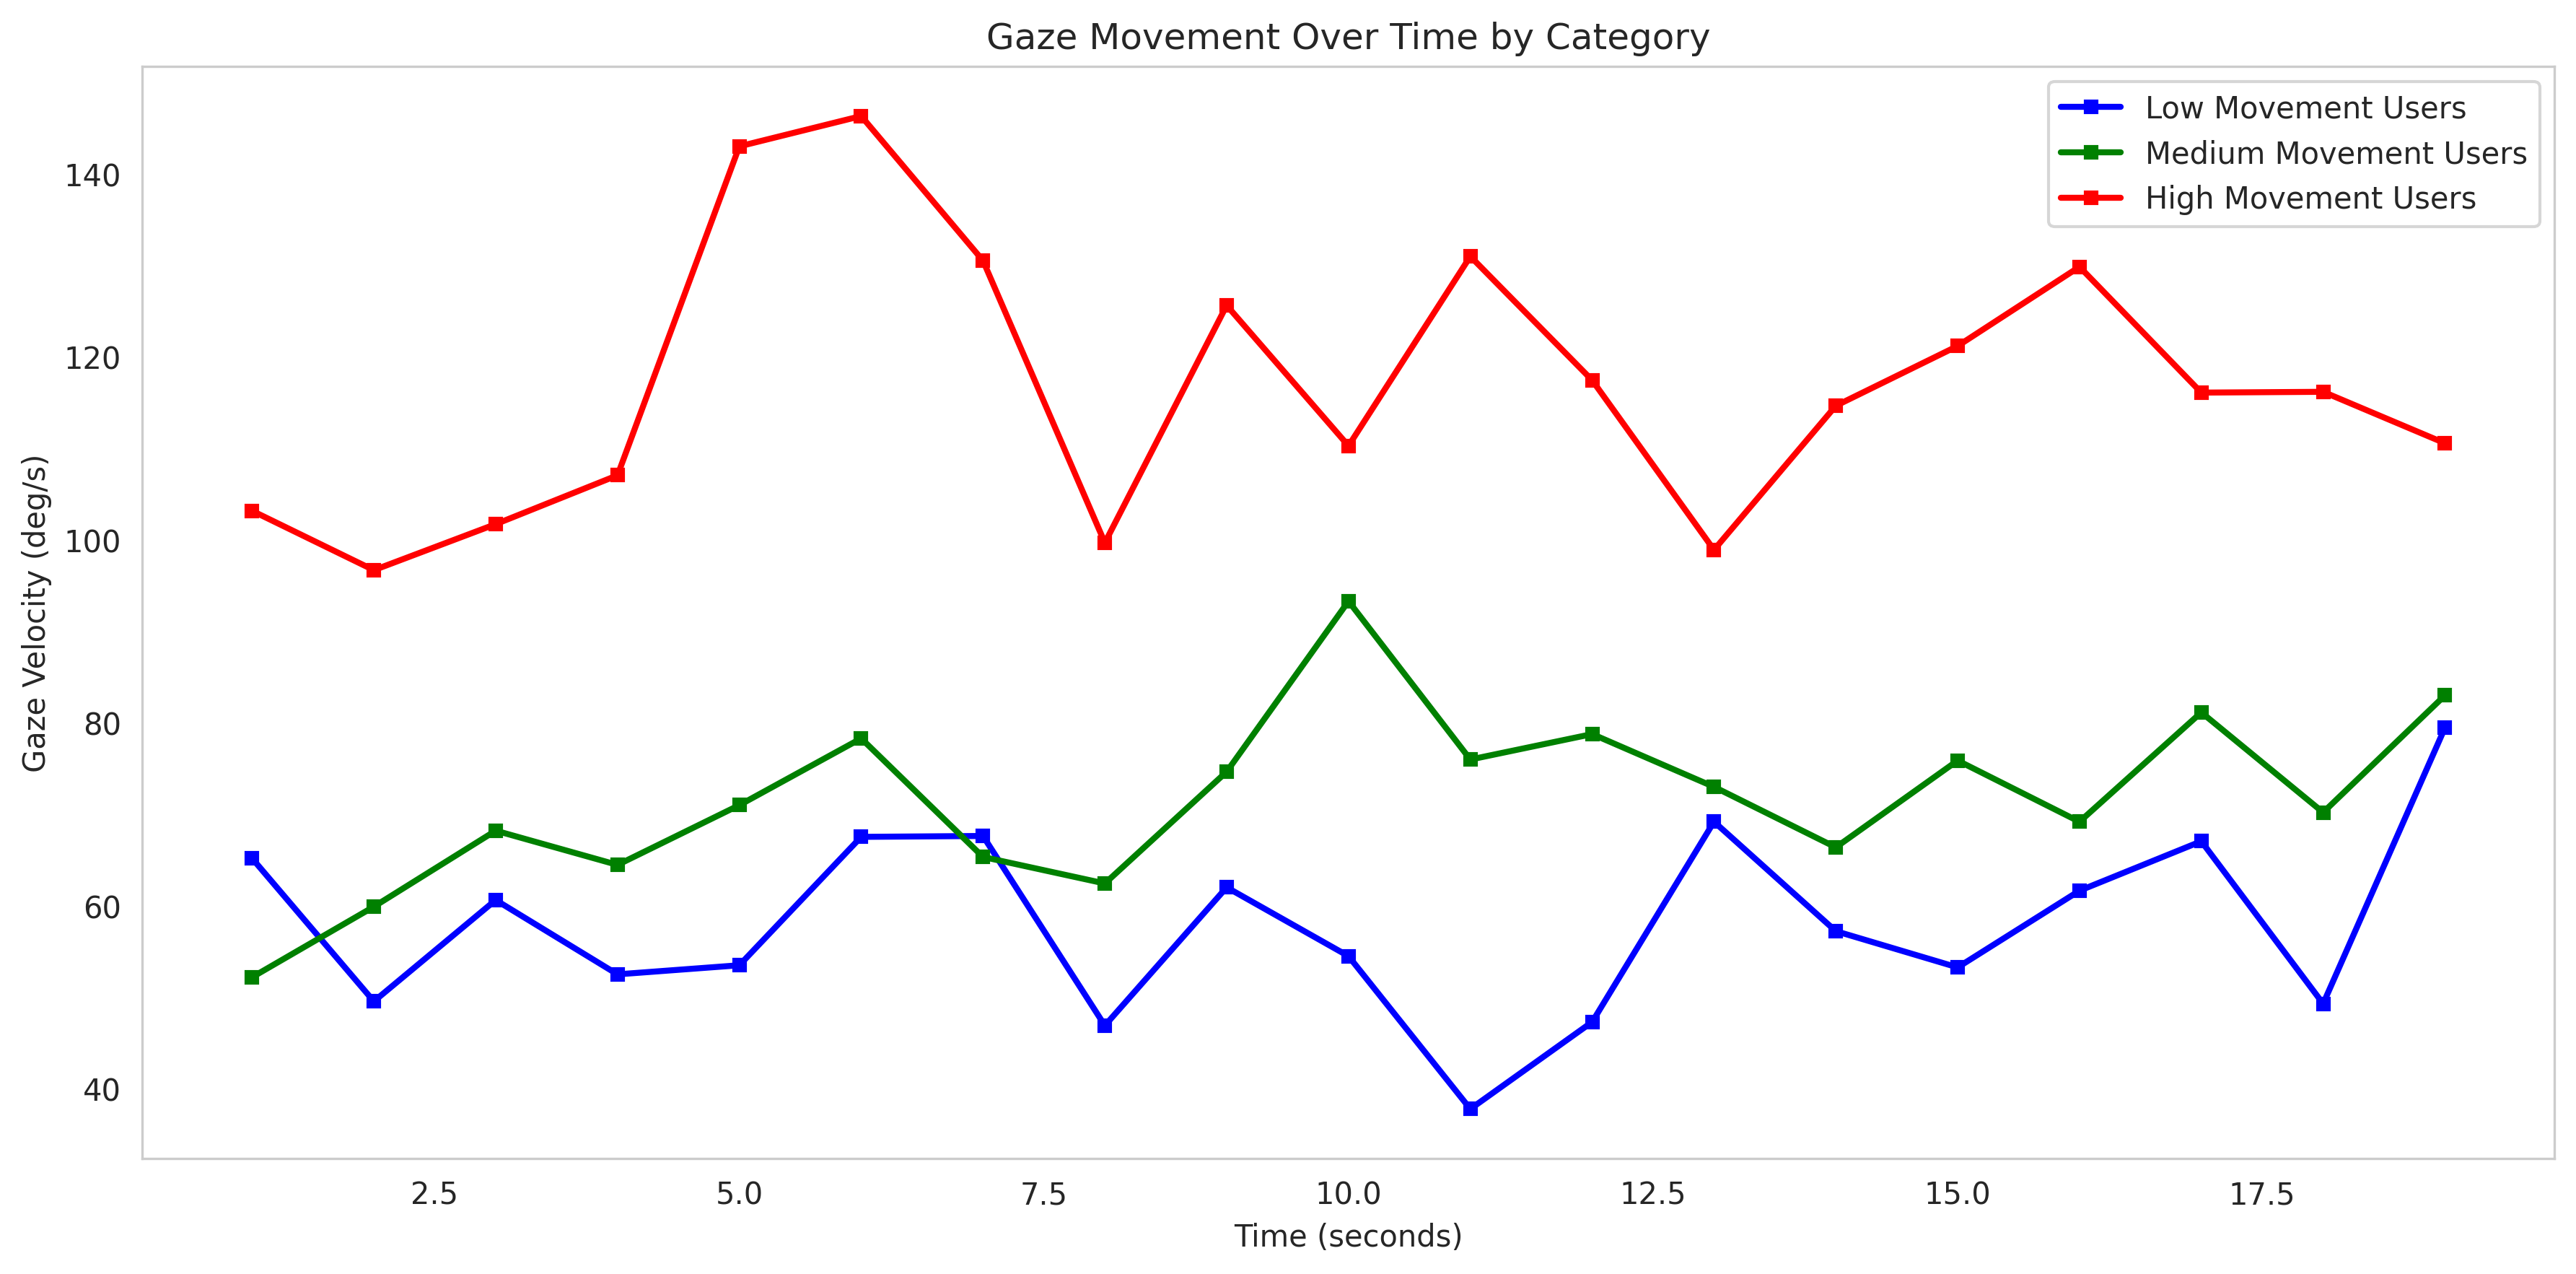 Gaze Movement Over Time by Category
Low Movement Users
Medium Movement Users
High Movement Users
Gaze Velocity (deg/s)
140
120
100
80
60
40
2.5 5.0 7.5 10.0 12.5 15.0 17.5
Time (seconds)